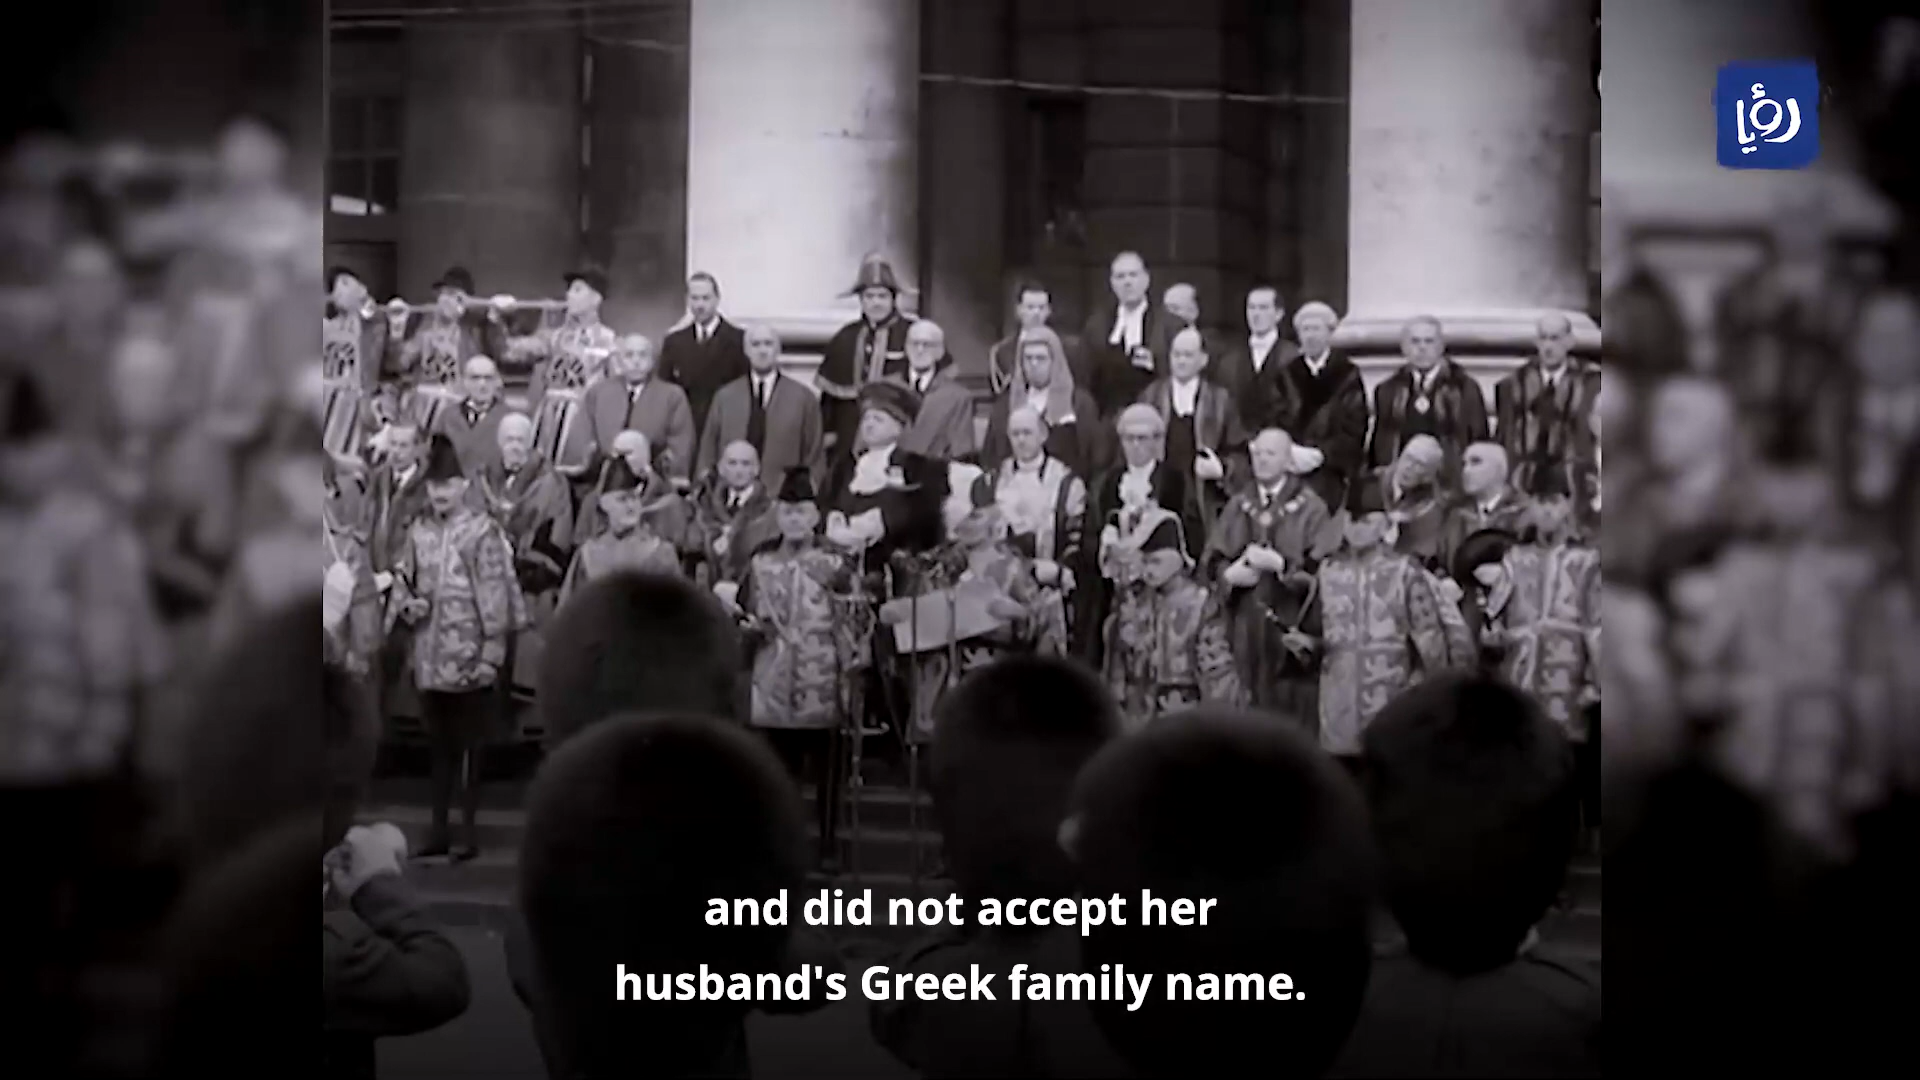 رؤيا
and did not accept her
husband's Greek family name.